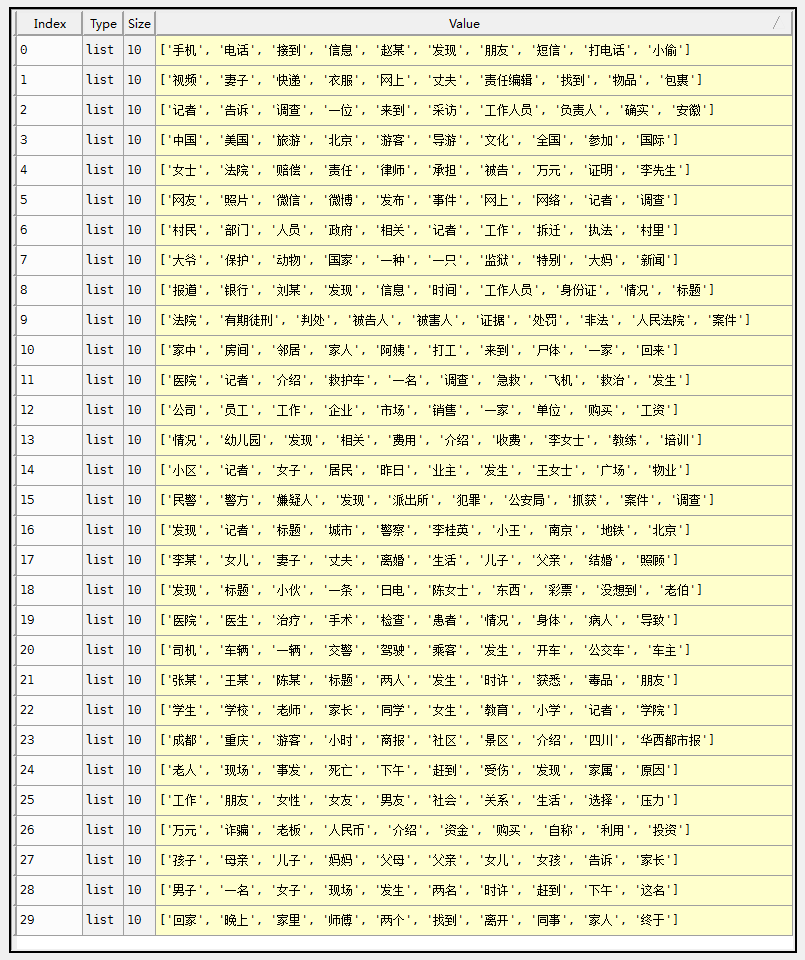 Index Type Size Value
0 list 10 ['手机', '电话', '接到', '信息', '赵某', '发现', '朋友', '短信', '打电话', '小偷']
1 list 10 ['视频', '妻子', '快递', '衣服', '网上', '丈夫', '责任编辑', '找到', '物品', '包裹']
2 list 10 ['记者', '告诉', '调查', '一位', '来到', '采访', '工作人员', '负责人', '确实', '安徽']
3 list 10 ['中国', '美国', '旅游', '北京', '游客', '导游', '文化', '全国', '参加', '国际']
4 list 10 ['女士', '法院', '赔偿', '责任', '律师', '承担', '被告', '万元', '证明', '李先生']
5 list 10 ['网友', '照片', '微信', '微博', '发布', '事件', '网上', '网络', '记者', '调查']
6 list 10 ['村民', '部门', '人员', '政府', '相关', '记者', '工作', '拆迁', '执法', '村里']
7 list 10 ['大爷', '保护', '动物', '国家', '一种', '一只', '监狱', '特别', '大妈', '新闻']
8 list 10 ['报道', '银行', '刘某', '发现', '信息', '时间', '工作人员', '身份证', '情况', '标题']
9 list 10 ['法院', '有期徒刑', '判处', '被告人', '被害人', '证据', '处罚', '非法', '人民法院', '案件']
10 list 10 ['家中', '房间', '邻居', '家人', '阿姨', '打工', '来到', '尸体', '一家', '回来']
11 list 10 ['医院', '记者', '介绍', '救护车', '一名', '调查', '急救', '飞机', '救治', '发生']
12 list 10 ['公司', '员工', '工作', '企业', '市场', '销售', '一家', '单位', '购买', '工资']
13 list 10 ['情况', '幼儿园', '发现', '相关', '费用', '介绍', '收费', '李女士', '教练', '培训']
14 list 10 ['小区', '记者', '女子', '居民', '昨日', '业主', '发生', '王女士', '广场', '物业']
15 list 10 ['民警', '警方', '嫌疑人', '发现', '派出所', '犯罪', '公安局', '抓获', '案件', '调查']
16 list 10 ['发现', '记者', '标题', '城市', '警察', '李桂英', '小王', '南京', '地铁', '北京']
17 list 10 ['李某', '女儿', '妻子', '丈夫', '离婚', '生活', '儿子', '父亲', '结婚', '照顾']
18 list 10 ['发现', '标题', '小伙', '一条', '日电', '陈女士', '东西', '彩票', '没想到', '老伯']
19 list 10 ['医院', '医生', '治疗', '手术', '检查', '患者', '情况', '身体', '病人', '导致']
20 list 10 ['司机', '车辆', '一辆', '交警', '驾驶', '乘客', '发生', '开车', '公交车', '车主']
21 list 10 ['张某', '王某', '陈某', '标题', '两人', '发生', '时许', '获悉', '毒品', '朋友']
22 list 10 ['学生', '学校', '老师', '家长', '同学', '女生', '教育', '小学', '记者', '学院']
23 list 10 ['成都', '重庆', '游客', '小时', '商报', '社区', '景区', '介绍', '四川', '华西都市报']
24 list 10 ['老人', '现场', '事发', '死亡', '下午', '赶到', '受伤', '发现', '家属', '原因']
25 list 10 ['工作', '朋友', '女性', '女友', '男友', '社会', '关系', '生活', '选择', '压力']
26 list 10 ['万元', '诈骗', '老板', '人民币', '介绍', '资金', '购买', '自称', '利用', '投资']
27 list 10 ['孩子', '母亲', '儿子', '妈妈', '父母', '父亲', '女儿', '女孩', '告诉', '家长']
28 list 10 ['男子', '一名', '女子', '现场', '发生', '两名', '时许', '赶到', '下午', '这名']
29 list 10 ['回家', '晚上', '家里', '师傅', '两个', '找到', '离开', '同事', '家人', '终于']